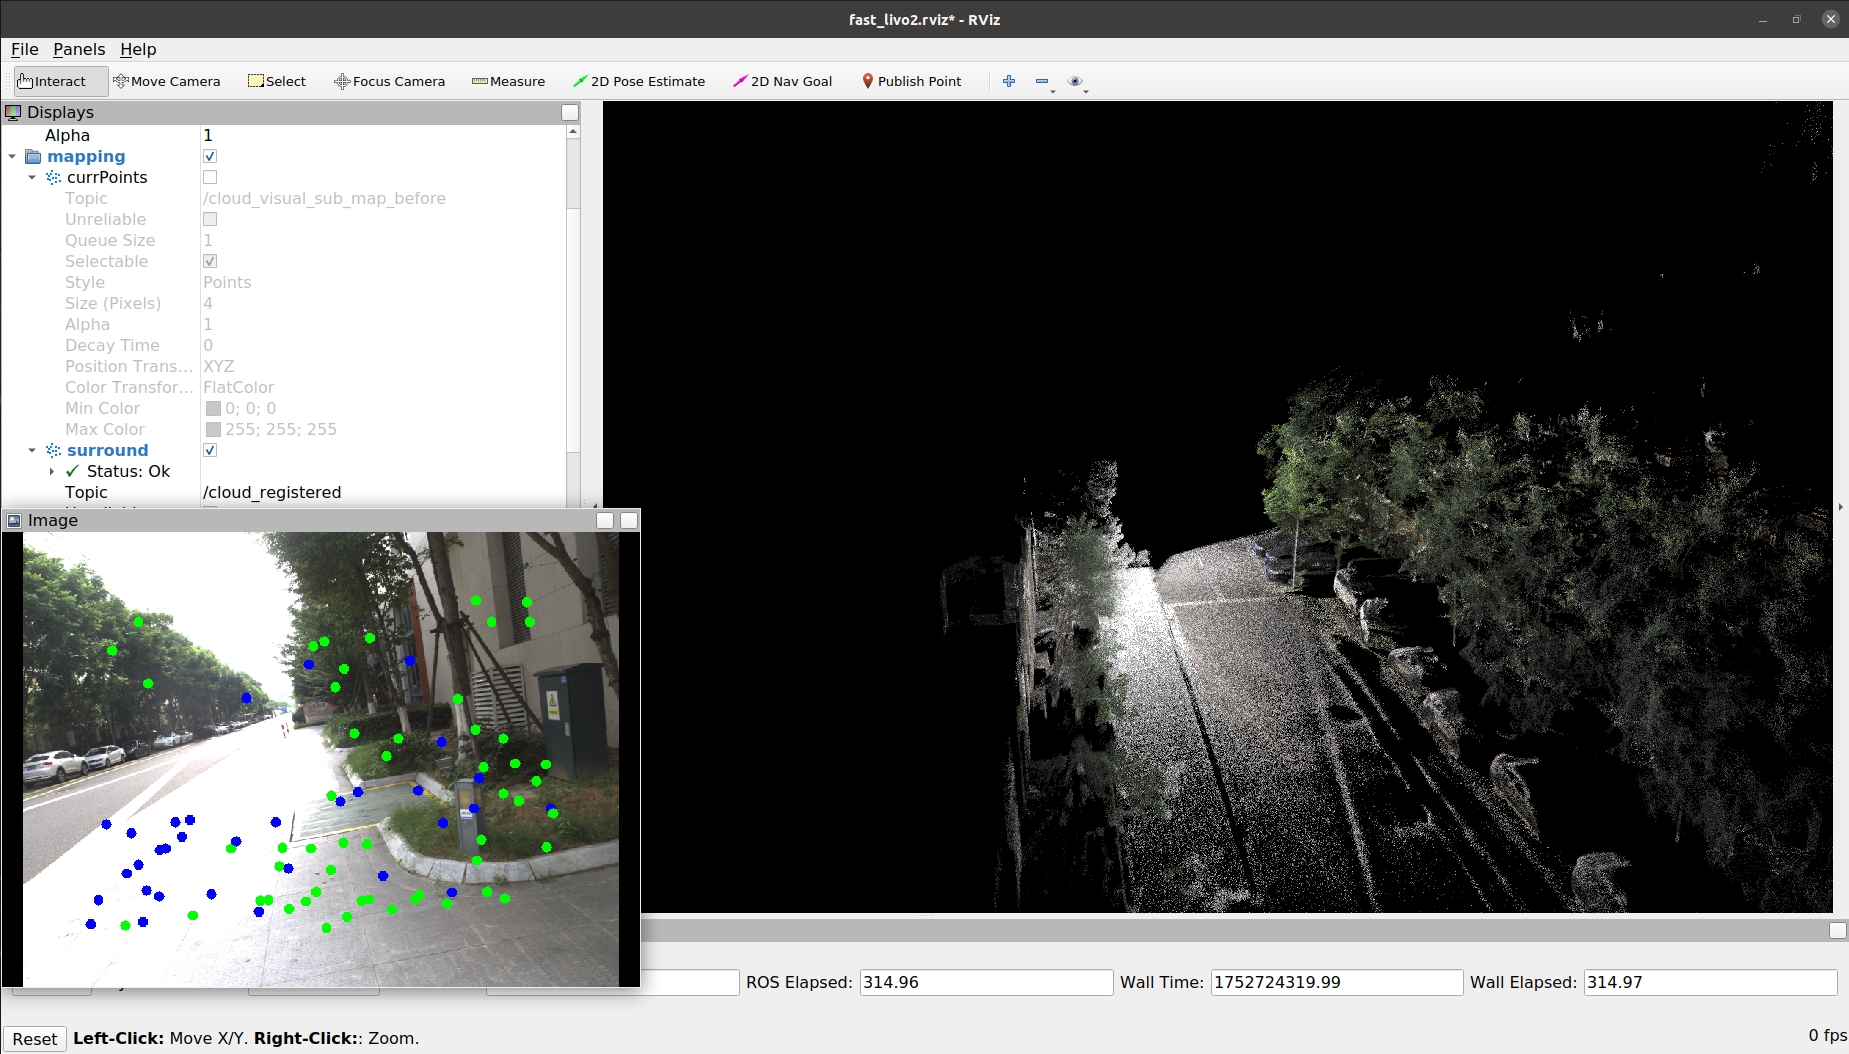 fast_livo2.rviz* - RViz
File Panels Help
Interact Move Camera Select Focus Camera Measure 2D Pose Estimate 2D Nav Goal Publish Point
Displays
Alpha 1
mapping
currPoints
Topic /cloud_visual_sub_map_before
Unreliable
Queue Size 1
Selectable
Style Points
Size (Pixels) 4
Alpha 1
Decay Time 0
Position Trans... XYZ
Color Transfor... FlatColor
Min Color 0; 0; 0
Max Color 255; 255; 255
surround
Status: Ok
Topic /cloud_registered
Image
ROS Elapsed: 314.96 Wall Time: 1752724319.99 Wall Elapsed: 314.97
Reset Left-Click: Move X/Y. Right-Click:: Zoom. 0 fps